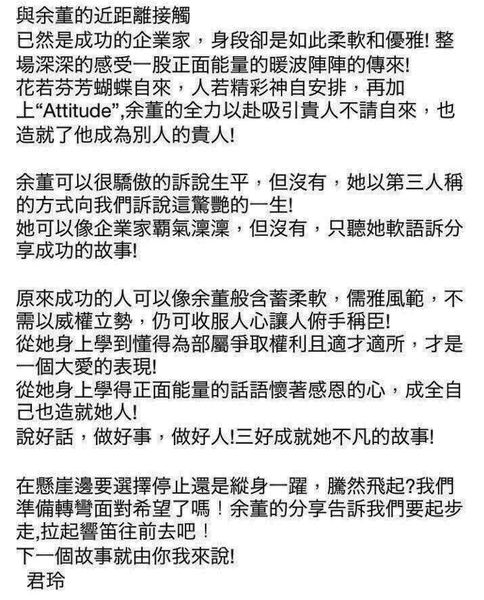 與余董的近距離接觸
已然是成功的企業家，身段卻是如此柔軟和優雅! 整
場深深的感受一股正面能量的暖波陣陣的傳來!
花若芬芳蝴蝶自來，人若精彩神自安排，再加
上“Attitude”,余董的全力以赴吸引貴人不請自來，也
造就了他成為別人的貴人!
余董可以很驕傲的訴說生平，但沒有，她以第三人稱
的方式向我們訴說這驚艷的一生!
她可以像企業家霸氣凜凜，但沒有，只聽她軟語訴分
享成功的故事!
原來成功的人可以像余董般含蓄柔軟，儒雅風範，不
需以威權立勢，仍可收服人心讓人俯手稱臣!
從她身上學到懂得為部屬爭取權利且適才適所，才是
一個大愛的表現!
從她身上學得正面能量的話語懷著感恩的心，成全自
己也造就她人!
說好話，做好事，做好人!三好成就她不凡的故事!
在懸崖邊要選擇停止還是縱身一躍，騰然飛起?我們
準備轉彎面對希望了嗎！余董的分享告訴我們要起步
走,拉起響笛往前去吧！
下一個故事就由你我來說!
君玲